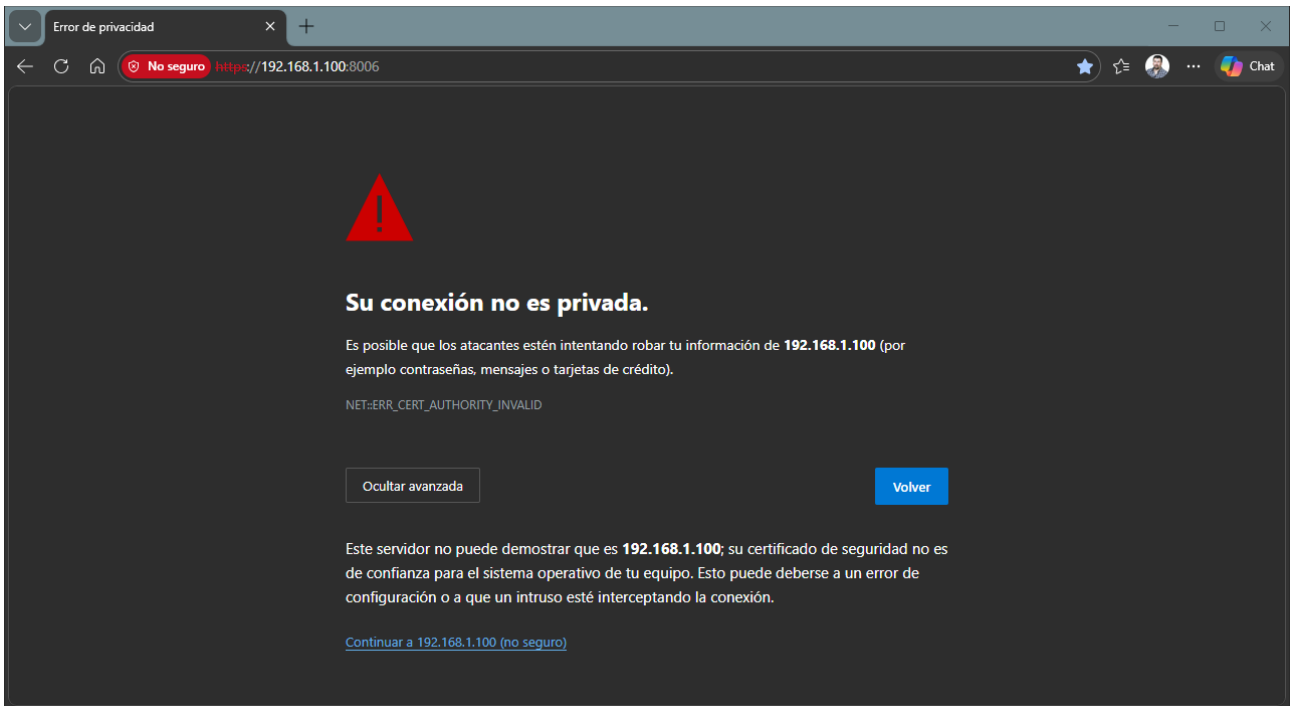 Error de privacidad
No seguro https://192.168.1.100:8006
Chat
Su conexión no es privada.
Es posible que los atacantes estén intentando robar tu información de 192.168.1.100 (por
ejemplo contraseñas, mensajes o tarjetas de crédito).
NET::ERR_CERT_AUTHORITY_INVALID
Ocultar avanzada
Volver
Este servidor no puede demostrar que es 192.168.1.100; su certificado de seguridad no es
de confianza para el sistema operativo de tu equipo. Esto puede deberse a un error de
configuración o a que un intruso esté interceptando la conexión.
Continuar a 192.168.1.100 (no seguro)